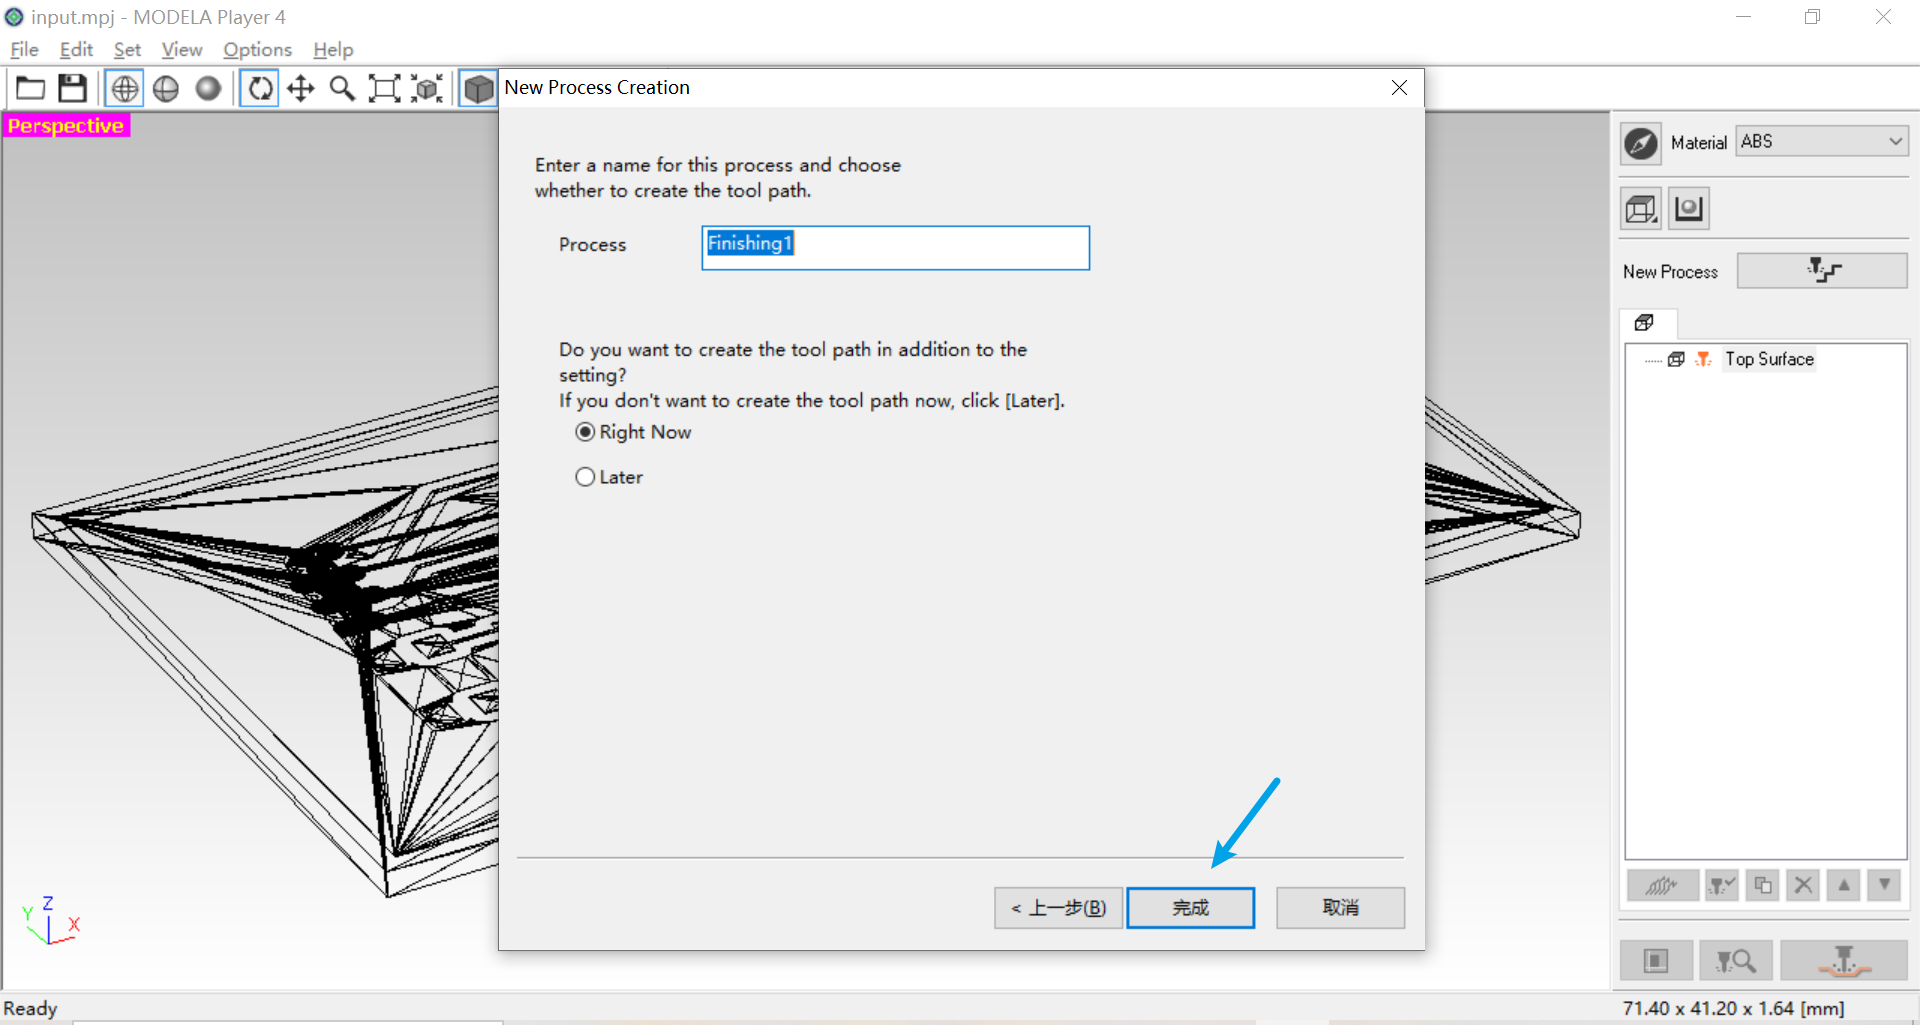 input.mpj - MODELA Player 4
File Edit Set View Options Help
Perspective
New Process Creation
Enter a name for this process and choose
whether to create the tool path.
Process
Finishing1
Do you want to create the tool path in addition to the
setting?
If you don't want to create the tool path now, click [Later].
Right Now
Later
< 上一步(B)
完成
取消
Material
ABS
New Process
Top Surface
Z
Y
X
Ready
71.40 x 41.20 x 1.64 [mm]